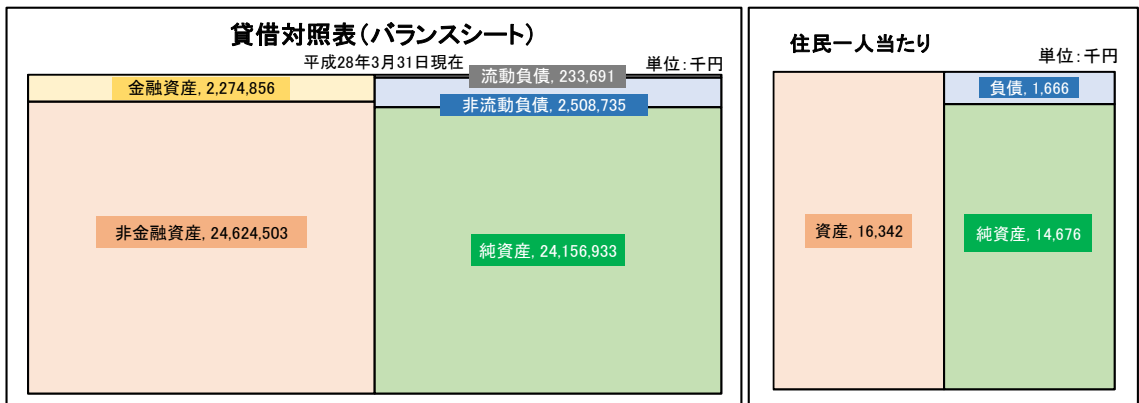 貸借対照表(バランスシート)
平成28年3月31日現在
単位:千円
金融資産, 2,274,856
流動負債, 233,691
非流動負債, 2,508,735
非金融資産, 24,624,503
純資産, 24,156,933
住民一人当たり
単位:千円
負債, 1,666
資産, 16,342
純資産, 14,676